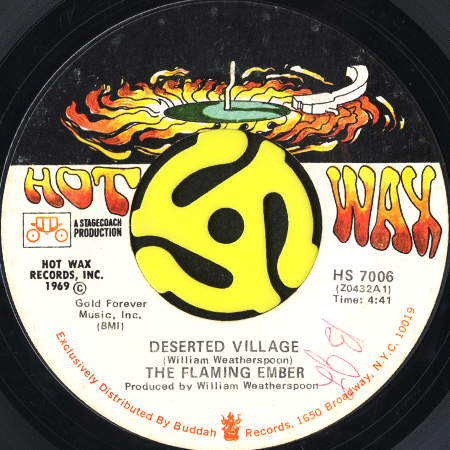 HOT WAX
A STAGECOACH
PRODUCTION
HOT WAX
RECORDS, INC.
1969 ©
Gold Forever
Music, Inc.
(BMI)
HS 7006
(Z0432A1)
Time: 4:41
DESERTED VILLAGE
(William Weatherspoon)
THE FLAMING EMBER
Produced by William Weatherspoon
Exclusively Distributed By Buddah Records, 1650 Broadway, N.Y.C. 10019